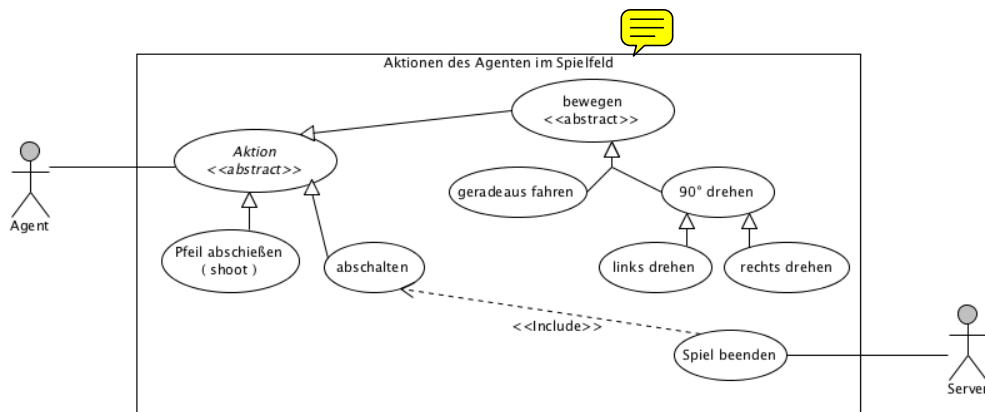 Aktionen des Agenten im Spielfeld
bewegen
<<abstract>>
Aktion
<<abstract>>
Agent
geradeaus fahren
90° drehen
Pfeil abschießen
( shoot )
abschalten
links drehen
rechts drehen
<<Include>>
Spiel beenden
Server